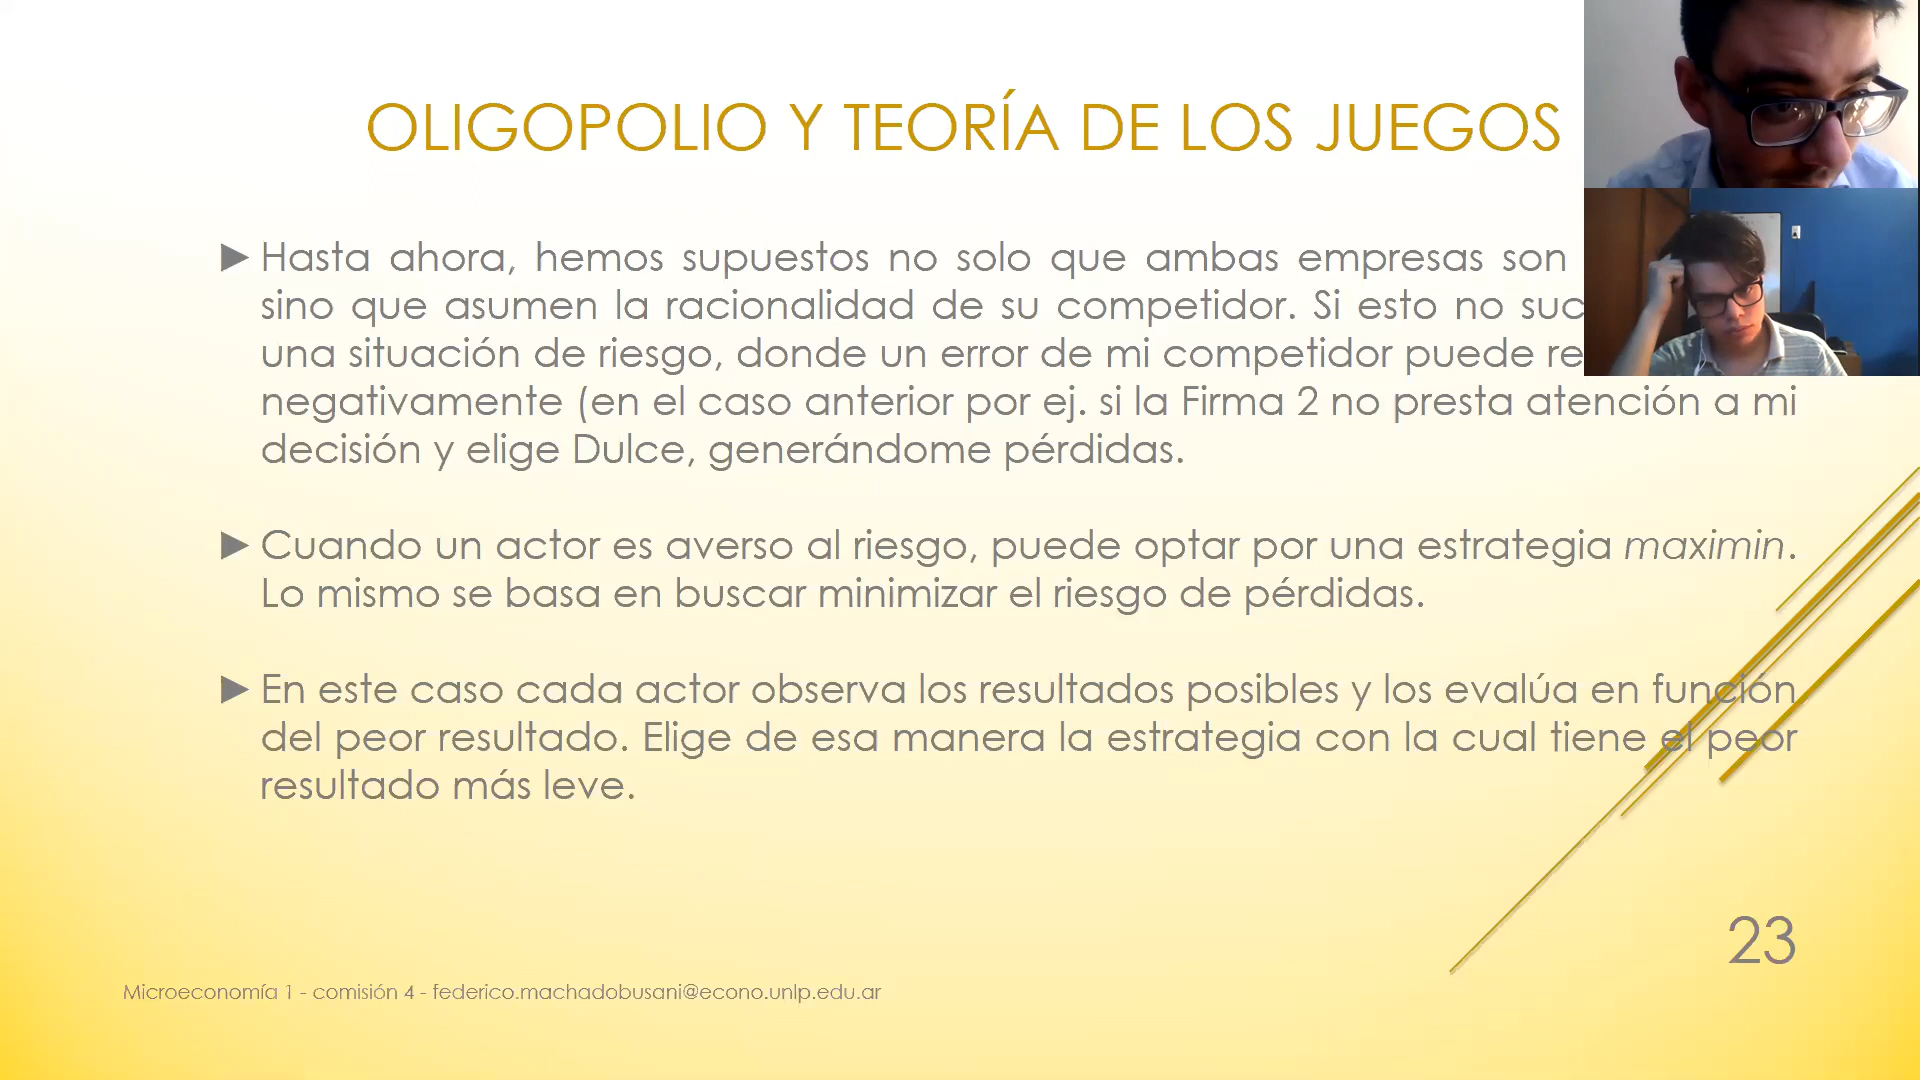 OLIGOPOLIO Y TEORÍA DE LOS JUEGOS
► Hasta ahora, hemos supuestos no solo que ambas empresas son
sino que asumen la racionalidad de su competidor. Si esto no
una situación de riesgo, donde un error de mi competidor puede
negativamente (en el caso anterior por ej. si la Firma 2 no presta atención a mi
decisión y elige Dulce, generándome pérdidas.
► Cuando un actor es averso al riesgo, puede optar por una estrategia maximin.
Lo mismo se basa en buscar minimizar el riesgo de pérdidas.
► En este caso cada actor observa los resultados posibles y los evalúa en función
del peor resultado. Elige de esa manera la estrategia con la cual tiene el peor
resultado más leve.
23
Microeconomía 1 - comisión 4 - federico.machadobusani@econo.unlp.edu.ar